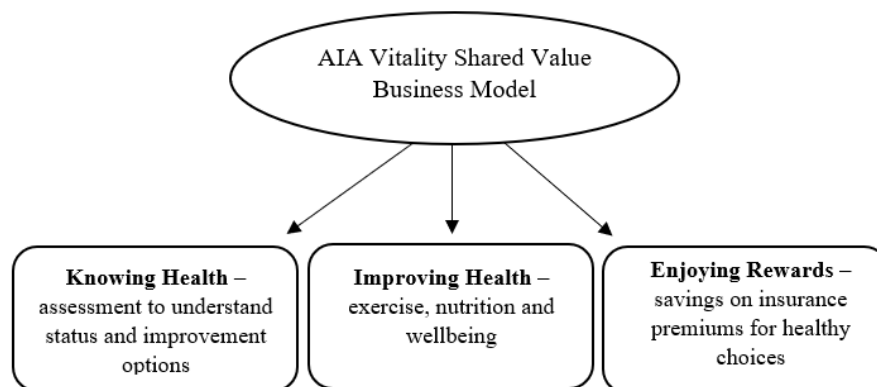 AIA Vitality Shared Value
Business Model
Knowing Health –
assessment to understand
status and improvement
options
Improving Health –
exercise, nutrition and
wellbeing
Enjoying Rewards –
savings on insurance
premiums for healthy
choices